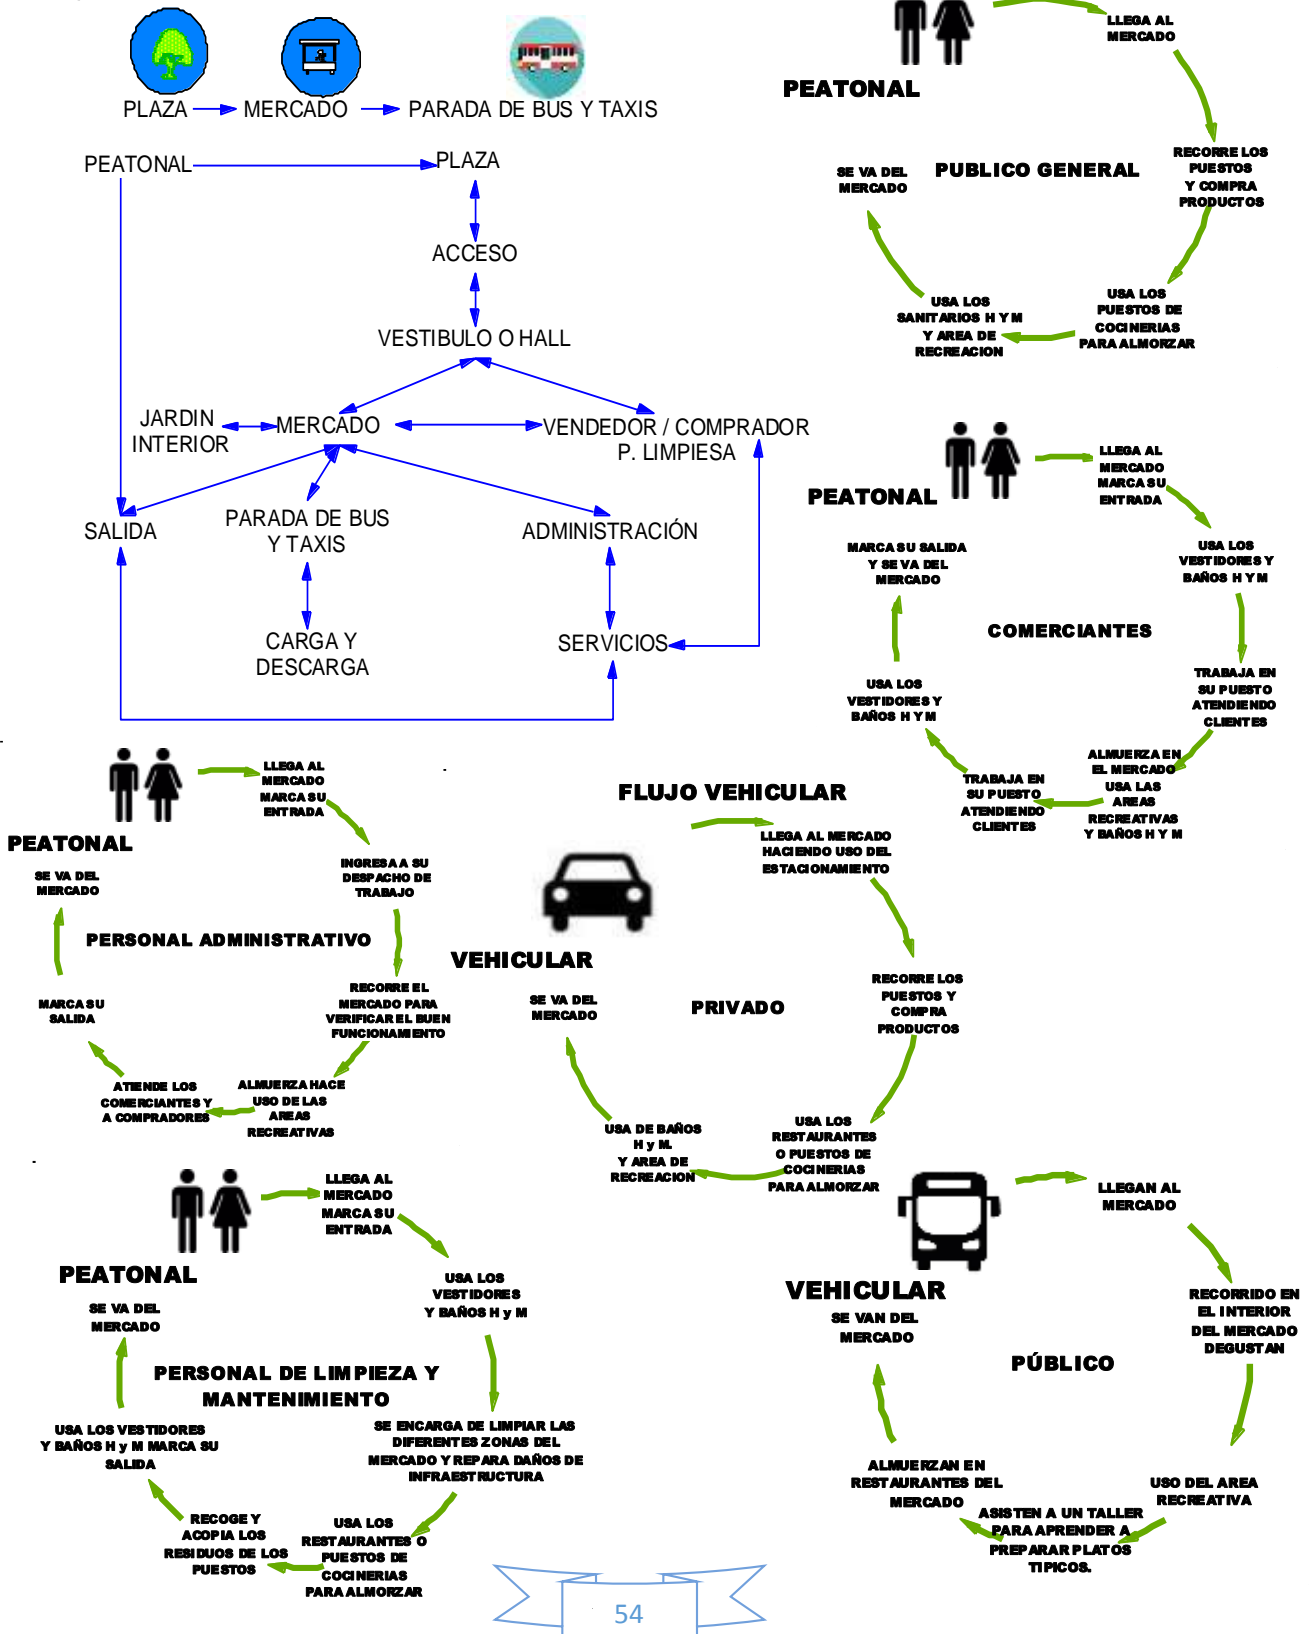 PLAZA
MERCADO
PARADA DE BUS Y TAXIS
PEATONAL
PLAZA
ACCESO
VESTIBULO O HALL
JARDIN
INTERIOR
MERCADO
VENDEDOR / COMPRADOR
P. LIMPIESA
SALIDA
PARADA DE BUS
Y TAXIS
ADMINISTRACIÓN
CARGA Y
DESCARGA
SERVICIOS
PEATONAL
LLEGA AL
MERCADO
RECORRE LOS
PUESTOS
Y COMPRA
PRODUCTOS
PUBLICO GENERAL
SE VA DEL
MERCADO
USA LOS
PUESTOS DE
COCINERIAS
PARA ALMORZAR
USA LOS
SANITARIOS H Y M
Y AREA DE
RECREACION
PEATONAL
LLEGA AL
MERCADO
MARCA SU
ENTRADA
USA LOS
VESTIDORES Y
BAÑOS H Y M
MARCA SU SALIDA
Y SE VA DEL
MERCADO
COMERCIANTES
TRABAJA EN
SU PUESTO
ATENDIENDO
CLIENTES
USA LOS
VESTIDORES Y
BAÑOS H Y M
ALMUERZA EN
EL MERCADO
USA LAS
AREAS
RECREATIVAS
Y BAÑOS H Y M
TRABAJA EN
SU PUESTO
ATENDIENDO
CLIENTES
PEATONAL
LLEGA AL
MERCADO
MARCA SU
ENTRADA
INGRESA A SU
DESPACHO DE
TRABAJO
SE VA DEL
MERCADO
PERSONAL ADMINISTRATIVO
RECORRE EL
MERCADO PARA
VERIFICAR EL BUEN
FUNCIONAMIENTO
MARCA SU
SALIDA
ATIENDE LOS
COMERCIANTES Y
A COMPRADORES
ALMUERZA HACE
USO DE LAS
AREAS
RECREATIVAS
FLUJO VEHICULAR
LLEGA AL MERCADO
HACIENDO USO DEL
ESTACIONAMIENTO
VEHICULAR
SE VA DEL
MERCADO
PRIVADO
RECORRE LOS
PUESTOS Y
COMPRA
PRODUCTOS
USA DE BAÑOS
H y M.
Y AREA DE
RECREACION
USA LOS
RESTAURANTES
O PUESTOS DE
COCINERIAS
PARA ALMORZAR
PEATONAL
LLEGA AL
MERCADO
MARCA SU
ENTRADA
USA LOS
VESTIDORES
Y BAÑOS H y M
SE VA DEL
MERCADO
PERSONAL DE LIMPIEZA Y
MANTENIMIENTO
SE ENCARGA DE LIMPIAR LAS
DIFERENTES ZONAS DEL
MERCADO Y REPARA DAÑOS DE
INFRAESTRUCTURA
USA LOS VESTIDORES
Y BAÑOS H y M MARCA SU
SALIDA
RECOGE Y
ACOPIA LOS
RESIDUOS DE LOS
PUESTOS
USA LOS
RESTAURANTES O
PUESTOS DE
COCINERIAS
PARA ALMORZAR
VEHICULAR
LLEGAN AL
MERCADO
RECORRIDO EN
EL INTERIOR
DEL MERCADO
DEGUSTAN
SE VAN DEL
MERCADO
PÚBLICO
ALMUERZAN EN
RESTAURANTES DEL
MERCADO
USO DEL AREA
RECREATIVA
ASISTEN A UN TALLER
PARA APRENDER A
PREPARAR PLATOS
TIPICOS.
54